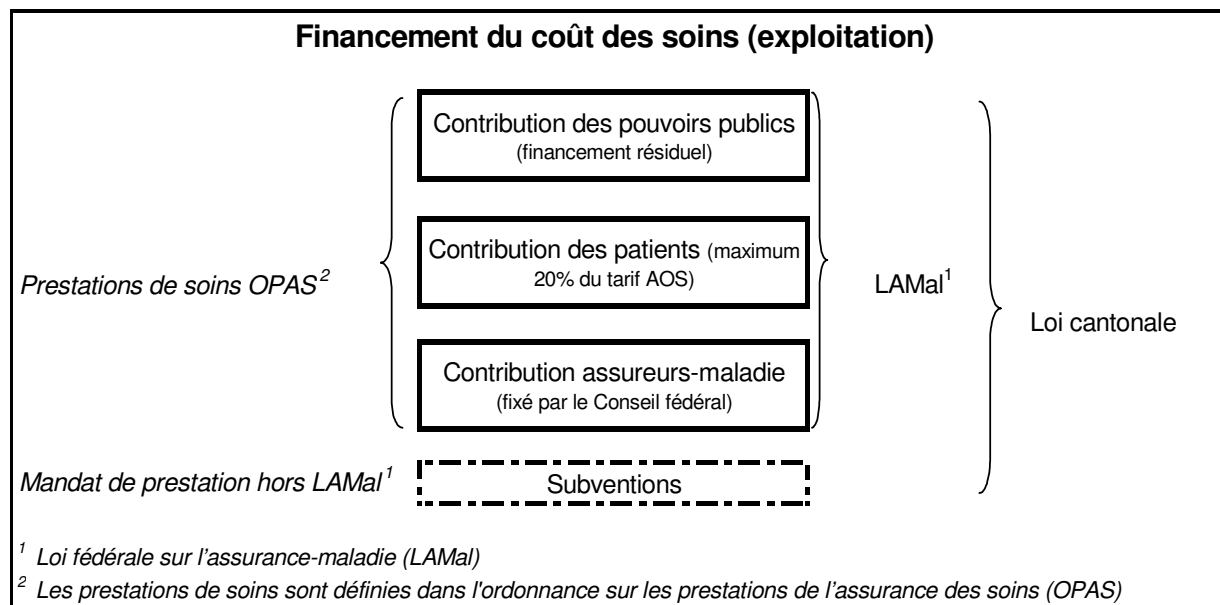 Financement du coût des soins (exploitation)
Contribution des pouvoirs publics
(financement résiduel)
Contribution des patients (maximum
20% du tarif AOS)
Prestations de soins OPAS²
LAMal¹
Loi cantonale
Contribution assureurs-maladie
(fixé par le Conseil fédéral)
Mandat de prestation hors LAMal¹
Subventions
¹ Loi fédérale sur l'assurance-maladie (LAMal)
² Les prestations de soins sont définies dans l'ordonnance sur les prestations de l'assurance des soins (OPAS)